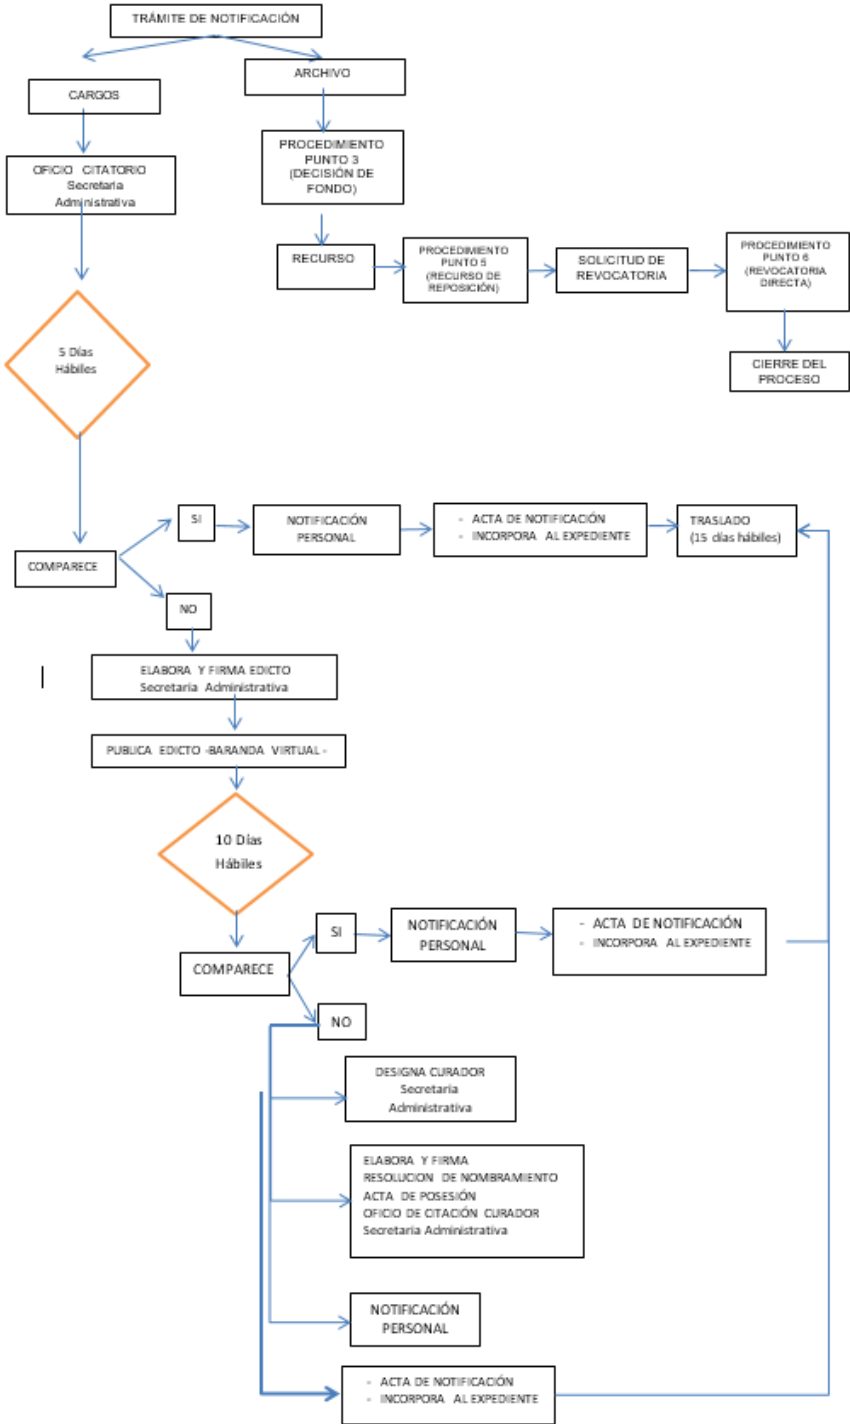 TRÁMITE DE NOTIFICACIÓN
CARGOS
ARCHIVO
OFICIO CITATORIO
Secretaria
Administrativa
PROCEDIMIENTO
PUNTO 3
(DECISIÓN DE
FONDO)
RECURSO
PROCEDIMIENTO
PUNTO 5
(RECURSO DE
REPOSICIÓN)
SOLICITUD DE
REVOCATORIA
PROCEDIMIENTO
PUNTO 6
(REVOCATORIA
DIRECTA)
CIERRE DEL
PROCESO
5 Días
Hábiles
COMPARECE
SI
NOTIFICACIÓN
PERSONAL
- ACTA DE NOTIFICACIÓN
- INCORPORA AL EXPEDIENTE
TRASLADO
(15 días hábiles)
NO
ELABORA Y FIRMA EDICTO
Secretaria Administrativa
PUBLICA EDICTO -BARANDA VIRTUAL -
10 Días
Hábiles
COMPARECE
SI
NOTIFICACIÓN
PERSONAL
- ACTA DE NOTIFICACIÓN
- INCORPORA AL EXPEDIENTE
NO
DESIGNA CURADOR
Secretaria
Administrativa
ELABORA Y FIRMA
RESOLUCION DE NOMBRAMIENTO
ACTA DE POSESIÓN
OFICIO DE CITACIÓN CURADOR
Secretaria Administrativa
NOTIFICACIÓN
PERSONAL
- ACTA DE NOTIFICACIÓN
- INCORPORA AL EXPEDIENTE